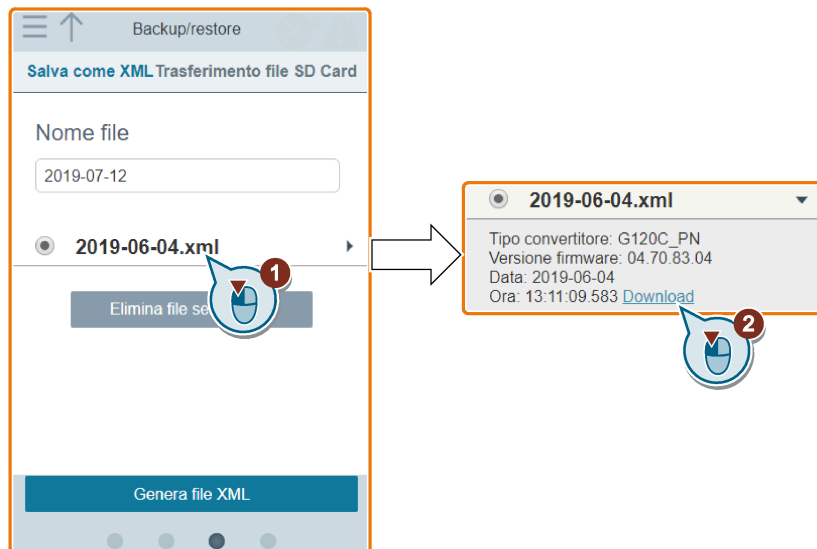 Backup/restore
Salva come XML Trasferimento file SD Card
Nome file
2019-07-12
2019-06-04.xml
1
Elimina file se
Genera file XML
2019-06-04.xml
Tipo convertitore: G120C_PN
Versione firmware: 04.70.83.04
Data: 2019-06-04
Ora: 13:11:09.583 Download
2